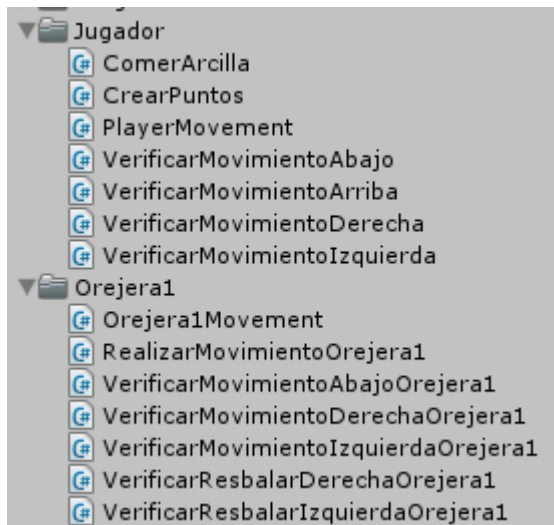 Jugador
ComerArcilla
CrearPuntos
PlayerMovement
VerificarMovimientoAbajo
VerificarMovimientoArriba
VerificarMovimientoDerecha
VerificarMovimientoIzquierda
Orejera1
Orejera1Movement
RealizarMovimientoOrejera1
VerificarMovimientoAbajoOrejera1
VerificarMovimientoDerechaOrejera1
VerificarMovimientoIzquierdaOrejera1
VerificarResbalarDerechaOrejera1
VerificarResbalarIzquierdaOrejera1